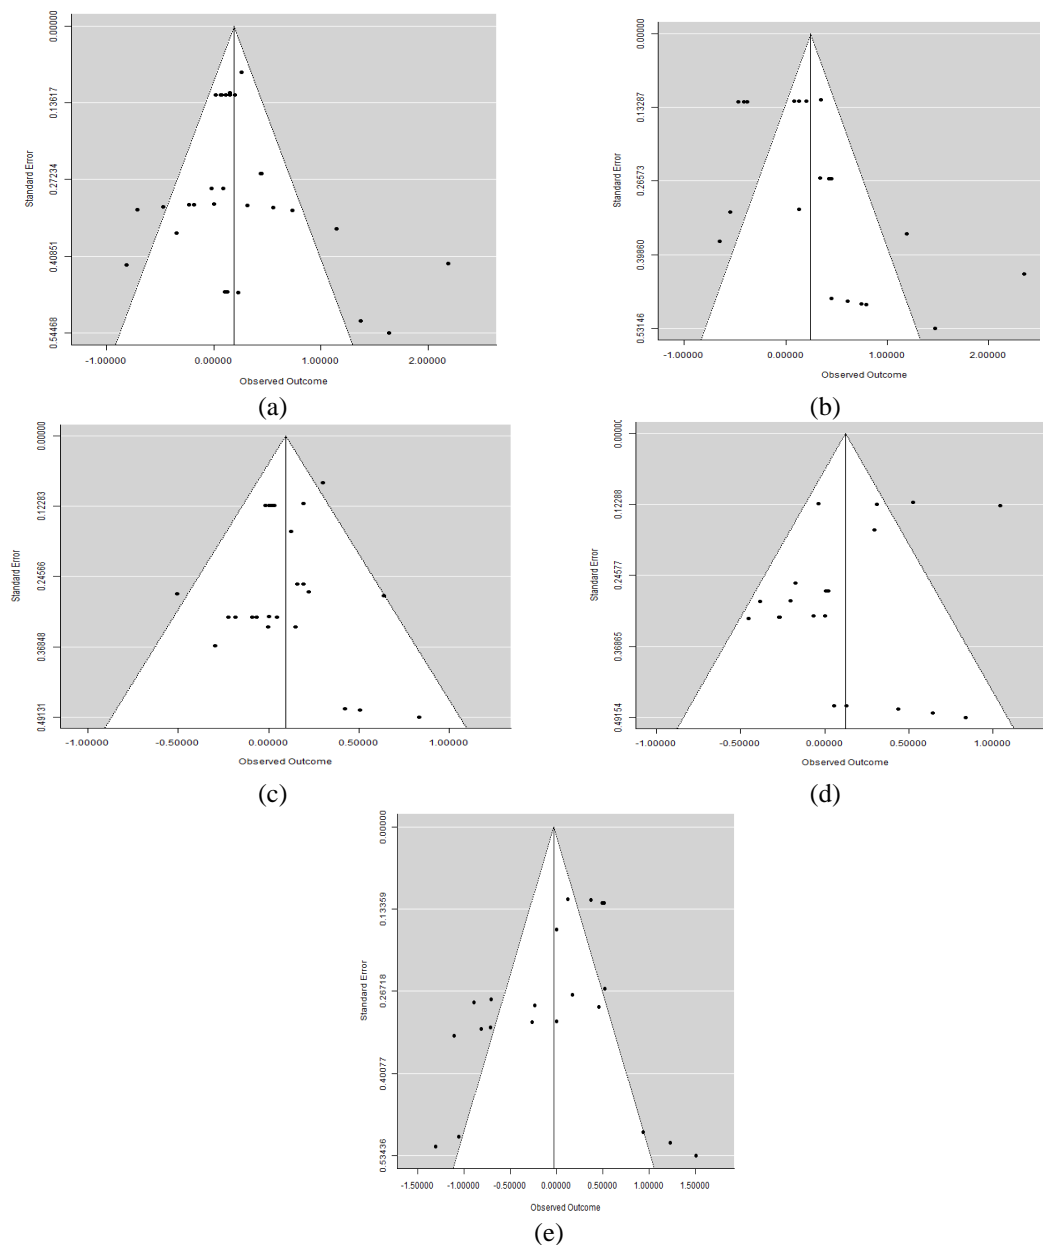 0.00000
0.13617
0.27234
0.40851
0.54468
Standard Error
-1.00000 0.00000 1.00000 2.00000
Observed Outcome
(a)
0.00000
0.13287
0.26573
0.39860
0.53146
Standard Error
-1.00000 0.00000 1.00000 2.00000
Observed Outcome
(b)
0.00000
0.12283
0.24566
0.36848
0.49131
Standard Error
-1.00000 -0.50000 0.00000 0.50000 1.00000
Observed Outcome
(c)
0.00000
0.12288
0.24577
0.36865
0.49154
Standard Error
-1.00000 -0.50000 0.00000 0.50000 1.00000
Observed Outcome
(d)
0.00000
0.13359
0.26718
0.40077
0.53436
Standard Error
-1.50000 -1.00000 -0.50000 0.00000 0.50000 1.00000 1.50000
Observed Outcome
(e)